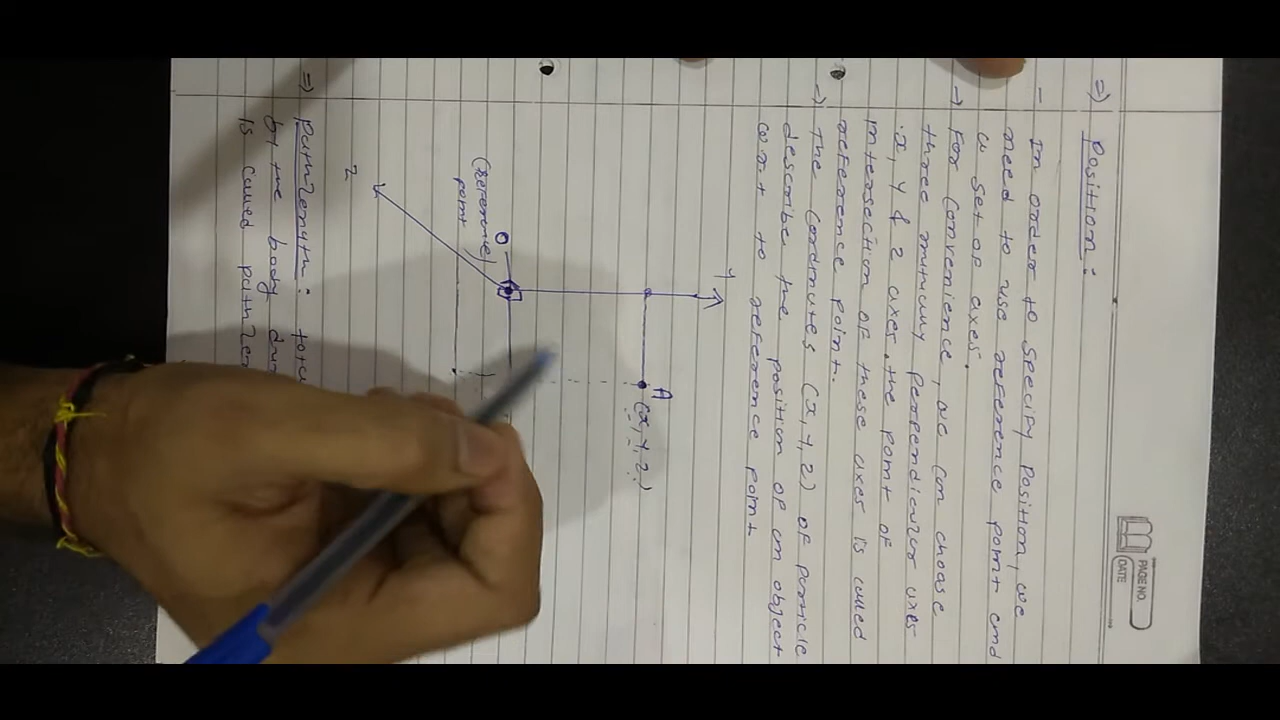 PAGE NO.
DATE
=) Position :
- In order to specify position, we
need to use reference point and
a set of axes.
→ For convenience, we can choose
three mutually perpendicular axes
x, y & z axes. the point of
intersection of these axes is called
reference point.
→ The Cordinates (x, y, z) of particle
describe the position of an object
w.r.t to reference point
y
A
(x, y, z)
O
(Reference
point
z
=) Path length :
by the body
is called path